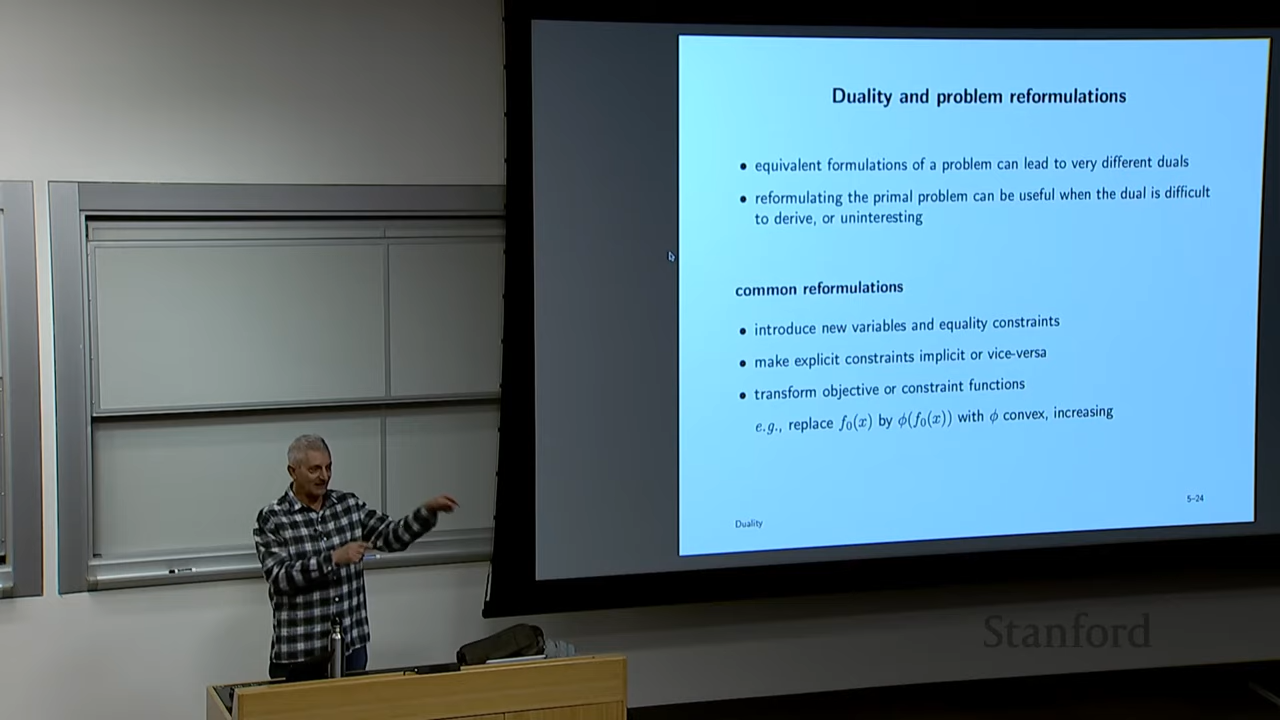 Duality and problem reformulations
• equivalent formulations of a problem can lead to very different duals
• reformulating the primal problem can be useful when the dual is difficult
to derive, or uninteresting
common reformulations
• introduce new variables and equality constraints
• make explicit constraints implicit or vice-versa
• transform objective or constraint functions
e.g., replace f₀(x) by ϕ(f₀(x)) with ϕ convex, increasing
Duality
5–24
Stanford